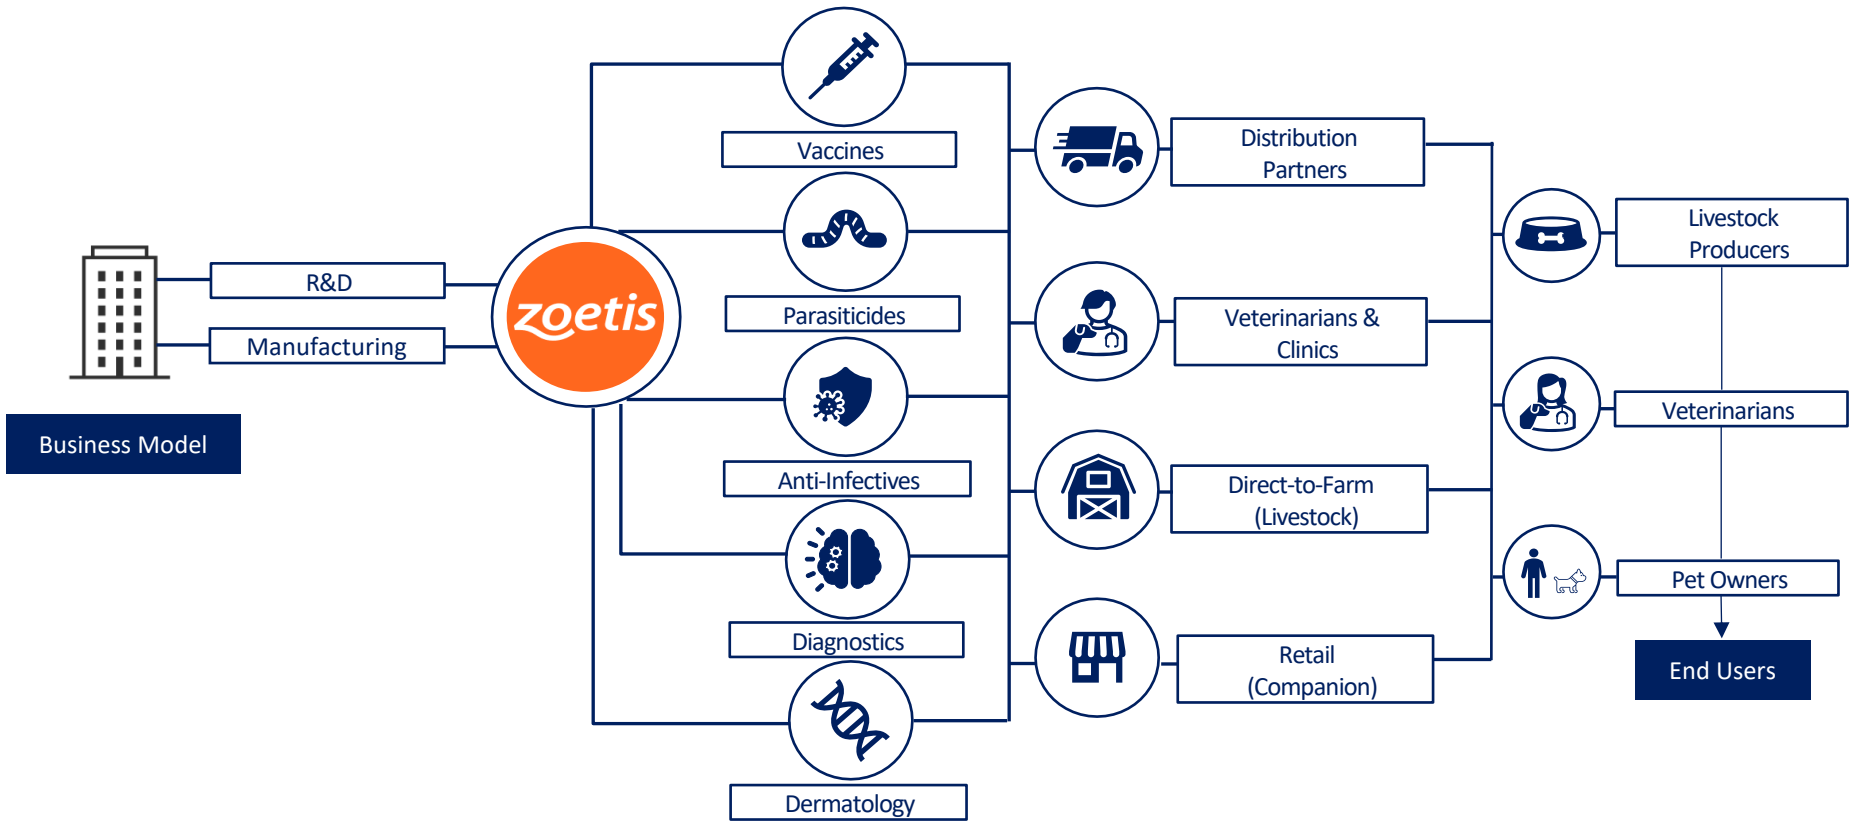 Business Model
R&D
Manufacturing
zoetis
Vaccines
Parasiticides
Anti-Infectives
Diagnostics
Dermatology
Distribution
Partners
Veterinarians &
Clinics
Direct-to-Farm
(Livestock)
Retail
(Companion)
Livestock
Producers
Veterinarians
Pet Owners
End Users